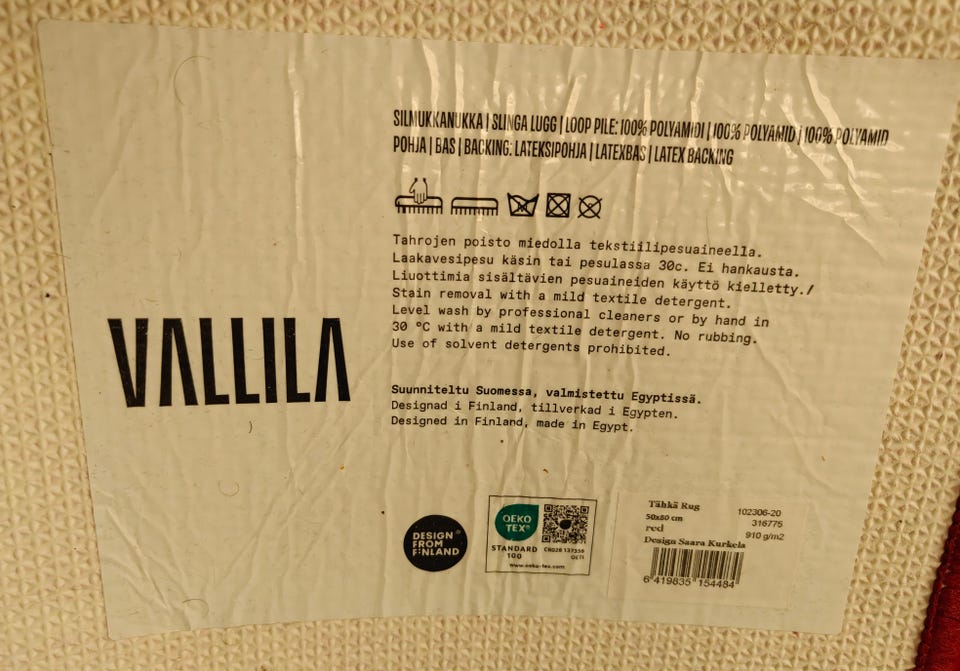 SILMUKKANUKKA | SLINGA LUGG | LOOP PILE: 100% POLYAMIDI | 100% POLYAMID | 100% POLYAMID
POHJA | BAS | BACKING: LATEKSIPOHJA | LATEXBAS | LATEX BACKING
Tahrojen poisto miedolla tekstiilipesuaineella.
Laakavesipesu käsin tai pesulassa 30c. Ei hankausta.
Liuottimia sisältävien pesuaineiden käyttö kielletty./
Stain removal with a mild textile detergent.
Level wash by professional cleaners or by hand in
30 °C with a mild textile detergent. No rubbing.
Use of solvent detergents prohibited.
VALLILA
Suunniteltu Suomessa, valmistettu Egyptissä.
Designad i Finland, tillverkad i Egypten.
Designed in Finland, made in Egypt.
DESIGN
FROM
FINLAND
OEKO
TEX®
STANDARD
100
CRO28 137356
OETI
www.oeko-tex.com
Tähkä Rug 102306-20
50x80 cm 316775
red 910 g/m2
Design Saara Kurkela
6 419835 154484